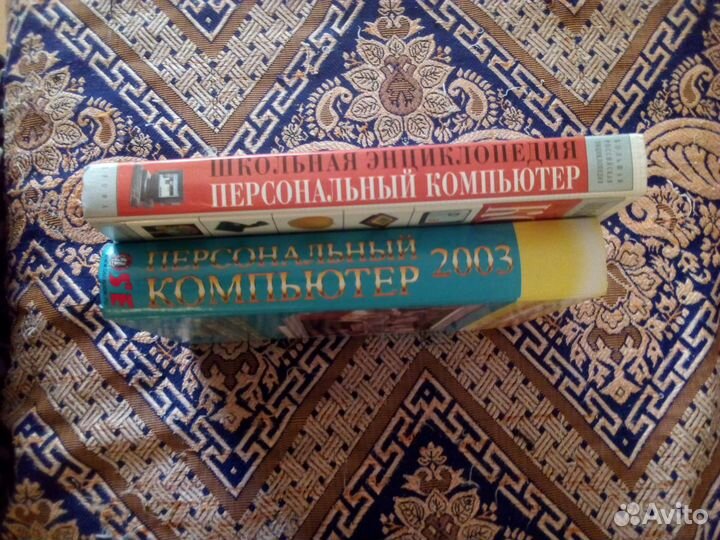 ШКОЛЬНАЯ ЭНЦИКЛОПЕДИЯ
ПЕРСОНАЛЬНЫЙ КОМПЬЮТЕР
ПЕРСОНАЛЬНЫЙ
КОМПЬЮТЕР 2003
Avito